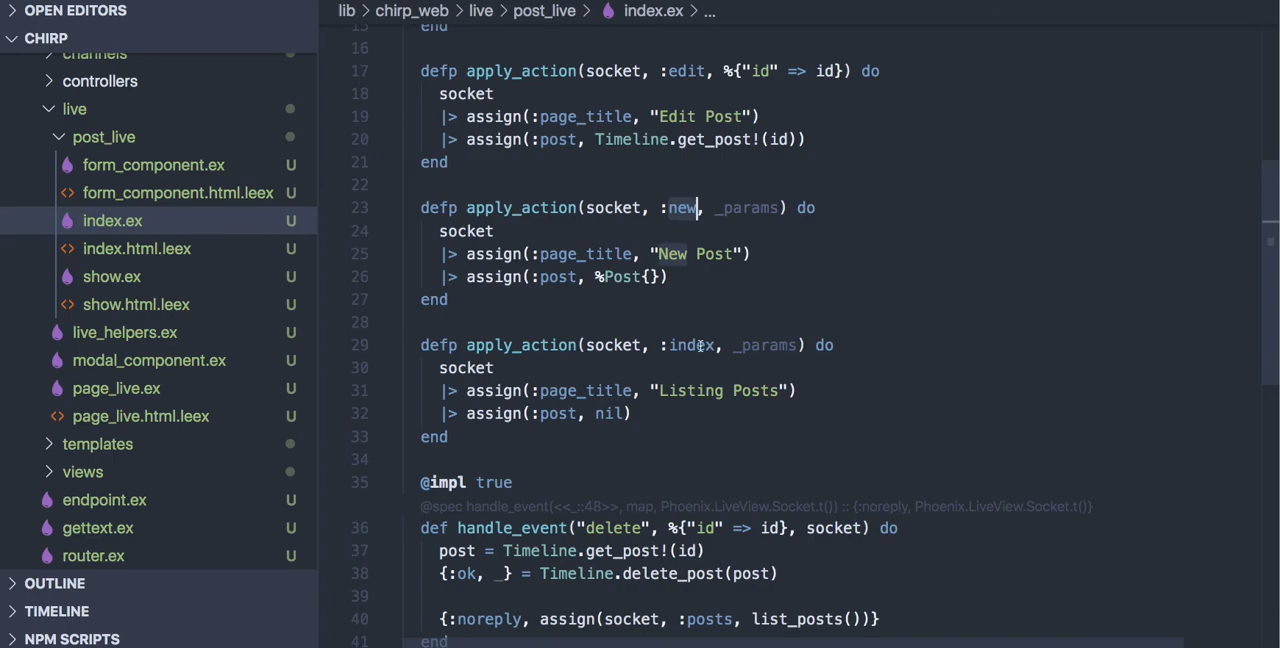 OPEN EDITORS
CHIRP
channels
controllers
live
post_live
form_component.ex U
form_component.html.leex U
index.ex U
index.html.leex U
show.ex U
show.html.leex U
live_helpers.ex U
modal_component.ex U
page_live.ex U
page_live.html.leex U
templates
views
endpoint.ex U
gettext.ex U
router.ex U
OUTLINE
TIMELINE
NPM SCRIPTS
lib > chirp_web > live > post_live > index.ex > ...
15 end
16
17 defp apply_action(socket, :edit, %{"id" => id}) do
18 socket
19 |> assign(:page_title, "Edit Post")
20 |> assign(:post, Timeline.get_post!(id))
21 end
22
23 defp apply_action(socket, :new, _params) do
24 socket
25 |> assign(:page_title, "New Post")
26 |> assign(:post, %Post{})
27 end
28
29 defp apply_action(socket, :index, _params) do
30 socket
31 |> assign(:page_title, "Listing Posts")
32 |> assign(:post, nil)
33 end
34
35 @impl true
@spec handle_event(<<_::48>>, map, Phoenix.LiveView.Socket.t()) :: {:noreply, Phoenix.LiveView.Socket.t()}
36 def handle_event("delete", %{"id" => id}, socket) do
37 post = Timeline.get_post!(id)
38 {:ok, _} = Timeline.delete_post(post)
39
40 {:noreply, assign(socket, :posts, list_posts())}
41 end